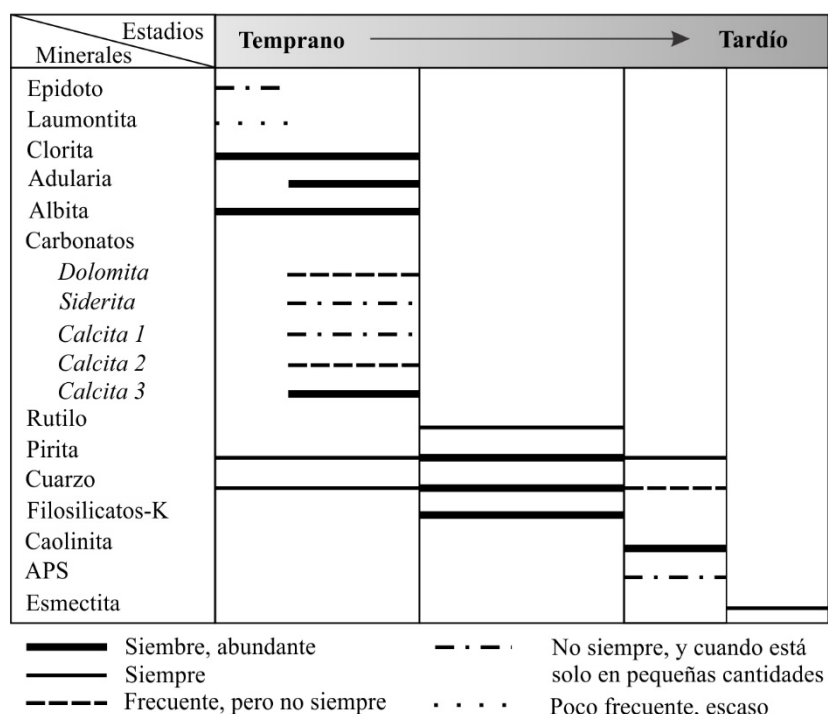 Estadios
Minerales
Temprano
Tardío
Epidoto
Laumontita
Clorita
Adularia
Albita
Carbonatos
Dolomita
Siderita
Calcita 1
Calcita 2
Calcita 3
Rutilo
Pirita
Cuarzo
Filosilicatos-K
Caolinita
APS
Esmectita
Siembre, abundante
Siempre
Frecuente, pero no siempre
No siempre, y cuando está
solo en pequeñas cantidades
Poco frecuente, escaso